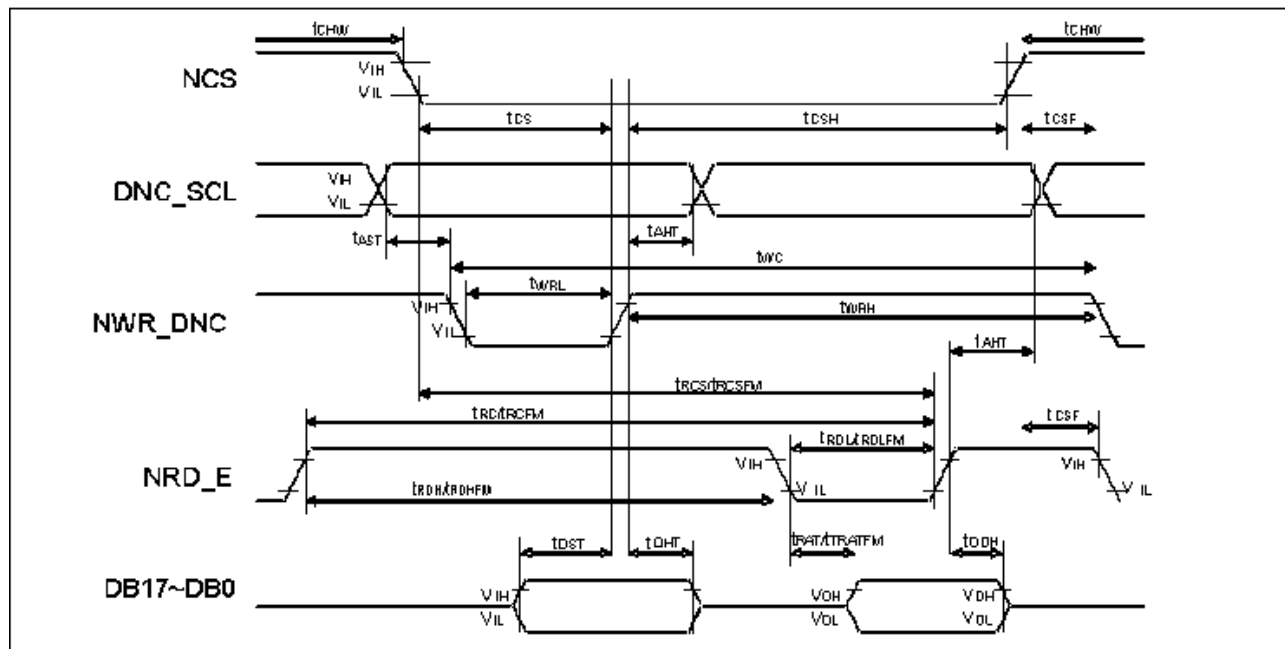 tCHW tCHW
NCS VIH
VIL
tCS tCSH tCSF
DNC_SCL VIH
VIL
tAST tAHT
tWC
tWRL
NWR_DNC VIH tWRH
VIL
tAHT
tRCS/tRCSFM
tRC/tRCFM tCSF
tRDL/tRDLFM
NRD_E VIH VIH
tRDH/tRDHFM VIL VIL
tDST tDHT tRAT/tTRATFM tODH
DB17~DB0 VIH VOH VOH
VIL VOL VOL